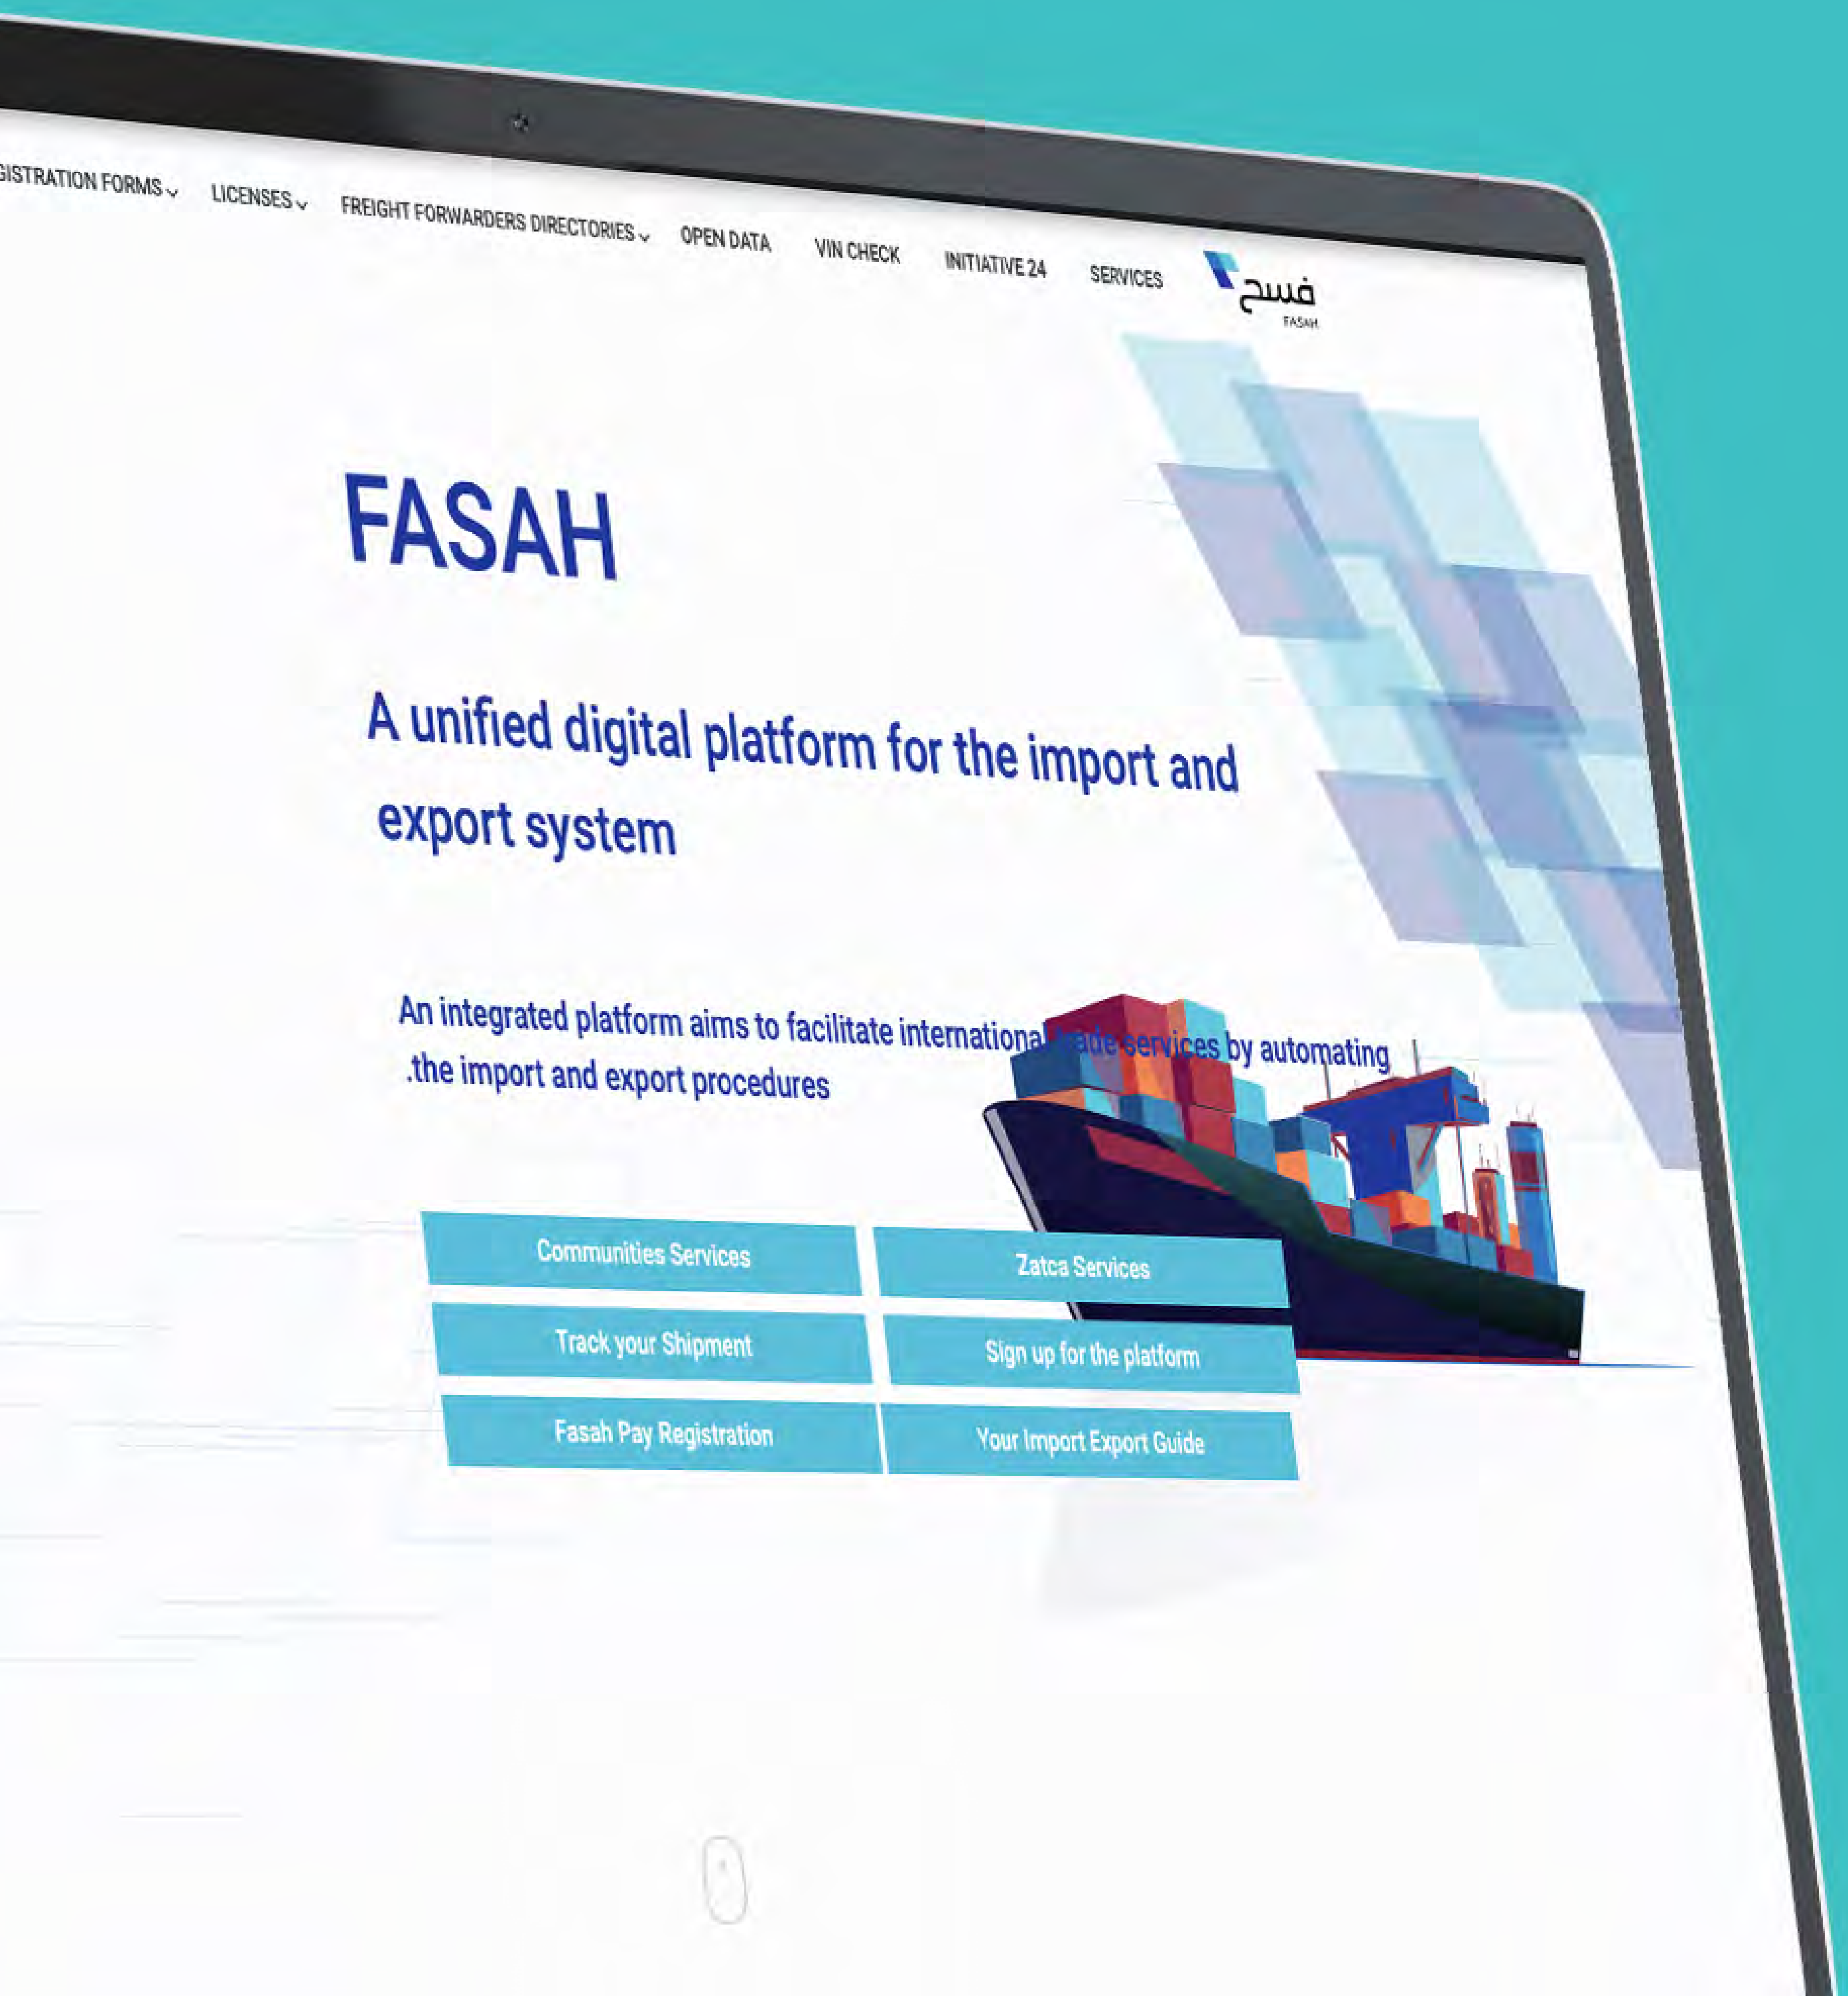 GISTRATION FORMS
LICENSES
FREIGHT FORWARDERS DIRECTORIES
OPEN DATA
VIN CHECK
INITIATIVE 24
SERVICES
فسح
FASAH
FASAH
A unified digital platform for the import and
export system
An integrated platform aims to facilitate international trade services by automating
.the import and export procedures
Communities Services
Zatca Services
Track your Shipment
Sign up for the platform
Fasah Pay Registration
Your Import Export Guide